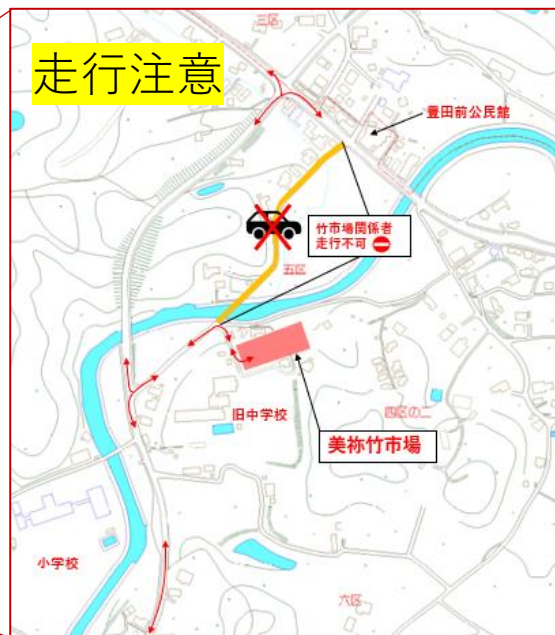 三区
走行注意
豊田前公民館
竹市場関係者
走行不可
五区
旧中学校
四区の二
美祢竹市場
小学校
六区